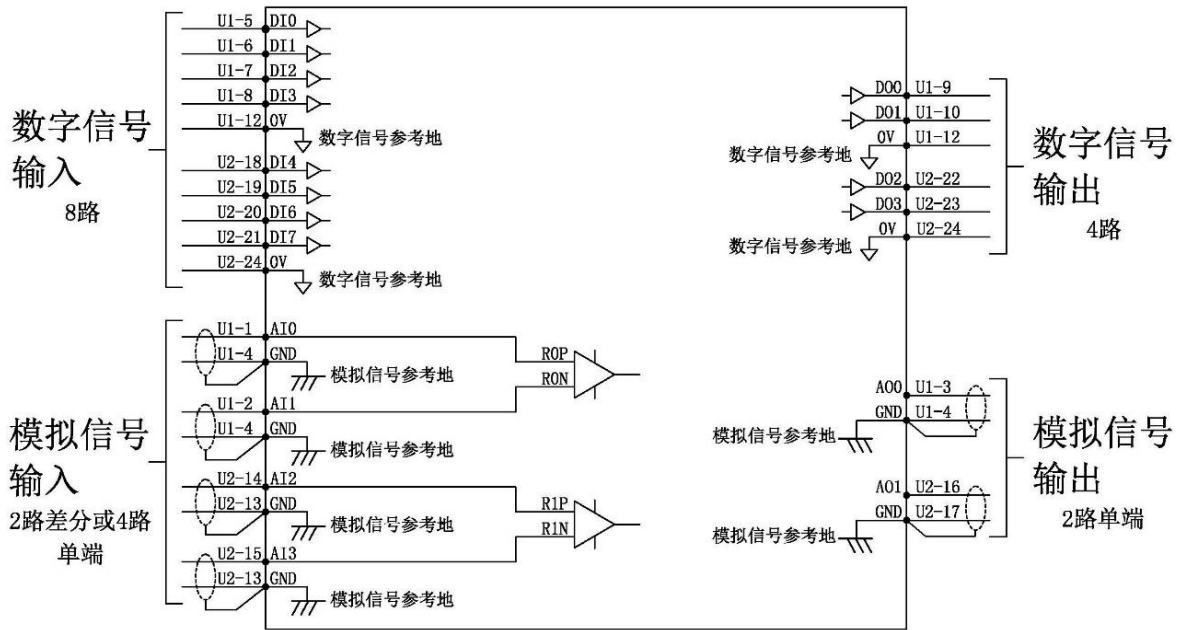 数字信号
输入
8路
U1-5 DI0
U1-6 DI1
U1-7 DI2
U1-8 DI3
U1-12 0V
数字信号参考地
U2-18 DI4
U2-19 DI5
U2-20 DI6
U2-21 DI7
U2-24 0V
数字信号参考地
模拟信号
输入
2路差分或4路
单端
U1-1 AI0
U1-4 GND
模拟信号参考地
U1-2 AI1
U1-4 GND
模拟信号参考地
R0P
R0N
U2-14 AI2
U2-13 GND
模拟信号参考地
U2-15 AI3
U2-13 GND
模拟信号参考地
R1P
R1N
DO0 U1-9
DO1 U1-10
0V U1-12
数字信号参考地
DO2 U2-22
DO3 U2-23
0V U2-24
数字信号参考地
数字信号
输出
4路
AO0 U1-3
GND U1-4
模拟信号参考地
AO1 U2-16
GND U2-17
模拟信号参考地
模拟信号
输出
2路单端